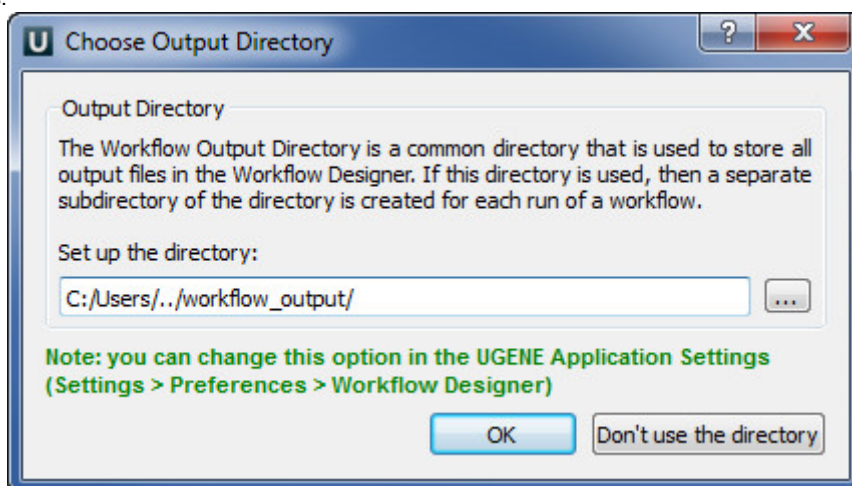 U Choose Output Directory
? X
Output Directory
The Workflow Output Directory is a common directory that is used to store all
output files in the Workflow Designer. If this directory is used, then a separate
subdirectory of the directory is created for each run of a workflow.
Set up the directory:
C:/Users/../workflow_output/
...
Note: you can change this option in the UGENE Application Settings
(Settings > Preferences > Workflow Designer)
OK Don't use the directory